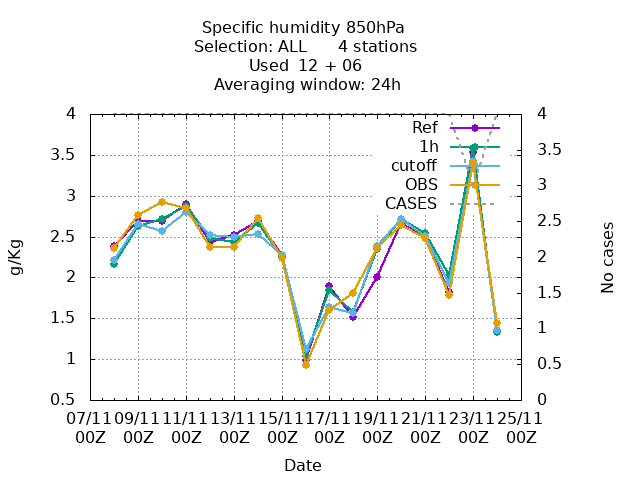 Specific humidity 850hPa
Selection: ALL 4 stations
Used 12 + 06
Averaging window: 24h
4
3.5
3
2.5
2
1.5
1
0.5
g/Kg
Ref
1h
cutoff
OBS
CASES
4
3.5
3
2.5
2
1.5
1
0.5
0
No cases
07/11 09/11 11/11 13/11 15/11 17/11 19/11 21/11 23/11 25/11
00Z 00Z 00Z 00Z 00Z 00Z 00Z 00Z 00Z 00Z
Date